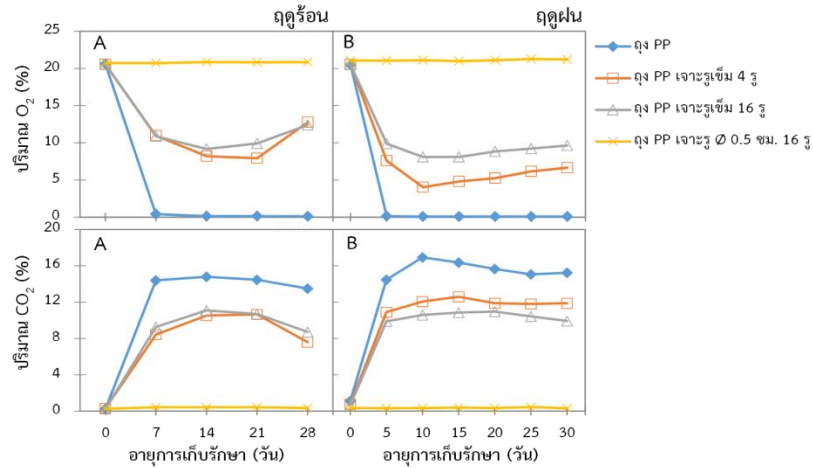 ฤดูร้อน
ฤดูฝน
25
20
15
10
5
0
ปริมาณ O2 (%)
A
B
ถุง PP
ถุง PP เจาะรูเข็ม 4 รู
ถุง PP เจาะรูเข็ม 16 รู
ถุง PP เจาะรู Ø 0.5 ซม. 16 รู
20
16
12
8
4
0
ปริมาณ CO2 (%)
A
B
0 7 14 21 28
0 5 10 15 20 25 30
อายุการเก็บรักษา (วัน)
อายุการเก็บรักษา (วัน)